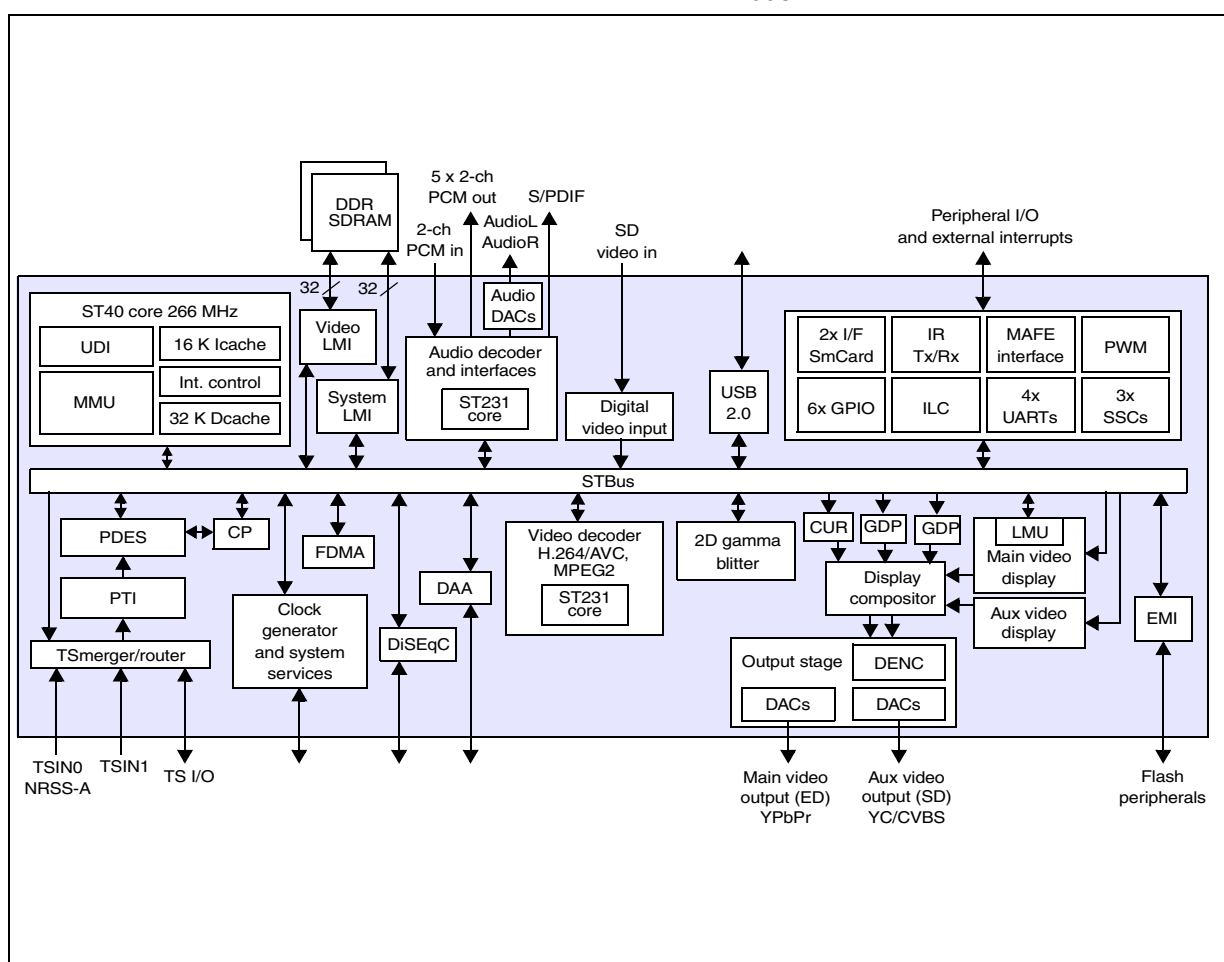 5 x 2-ch
PCM out
S/PDIF
DDR
SDRAM
2-ch
PCM in
AudioL
AudioR
SD
video in
Peripheral I/O
and external interrupts
32
32
ST40 core 266 MHz
UDI
16 K Icache
MMU
Int. control
32 K Dcache
Video
LMI
System
LMI
Audio
DACs
Audio decoder
and interfaces
ST231
core
Digital
video input
USB
2.0
2x I/F
SmCard
IR
Tx/Rx
MAFE
interface
PWM
6x GPIO
ILC
4x
UARTs
3x
SSCs
STBus
PDES
CP
FDMA
PTI
TSmerger/router
Clock
generator
and system
services
DiSEqC
DAA
Video decoder
H.264/AVC,
MPEG2
ST231
core
2D gamma
blitter
CUR
GDP
GDP
LMU
Main video
display
Display
compositor
Aux video
display
EMI
Output stage
DENC
DACs
DACs
TSIN0
NRSS-A
TSIN1
TS I/O
Main video
output (ED)
YPbPr
Aux video
output (SD)
YC/CVBS
Flash
peripherals